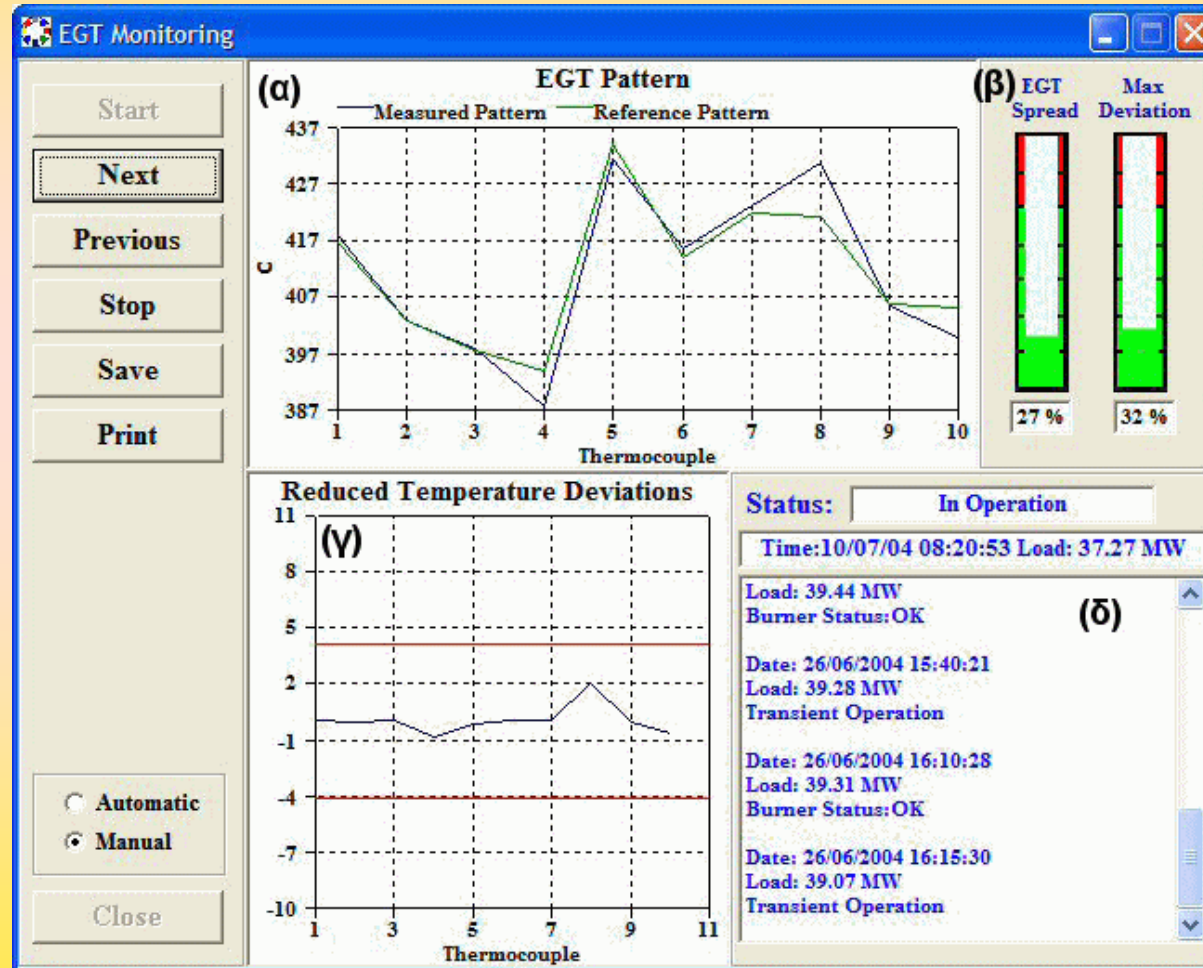 EGT Monitoring
Start
Next
Previous
Stop
Save
Print
Automatic
Manual
Close
(α)
EGT Pattern
Measured Pattern
Reference Pattern
437
427
417
407
397
387
C
1 2 3 4 5 6 7 8 9 10
Thermocouple
(β)
EGT Spread
Max Deviation
27 %
32 %
Reduced Temperature Deviations
(γ)
11
8
5
2
-1
-4
-7
-10
1 3 5 7 9 11
Thermocouple
Status: In Operation
Time:10/07/04 08:20:53 Load: 37.27 MW
(δ)
Load: 39.44 MW
Burner Status:OK
Date: 26/06/2004 15:40:21
Load: 39.28 MW
Transient Operation
Date: 26/06/2004 16:10:28
Load: 39.31 MW
Burner Status:OK
Date: 26/06/2004 16:15:30
Load: 39.07 MW
Transient Operation